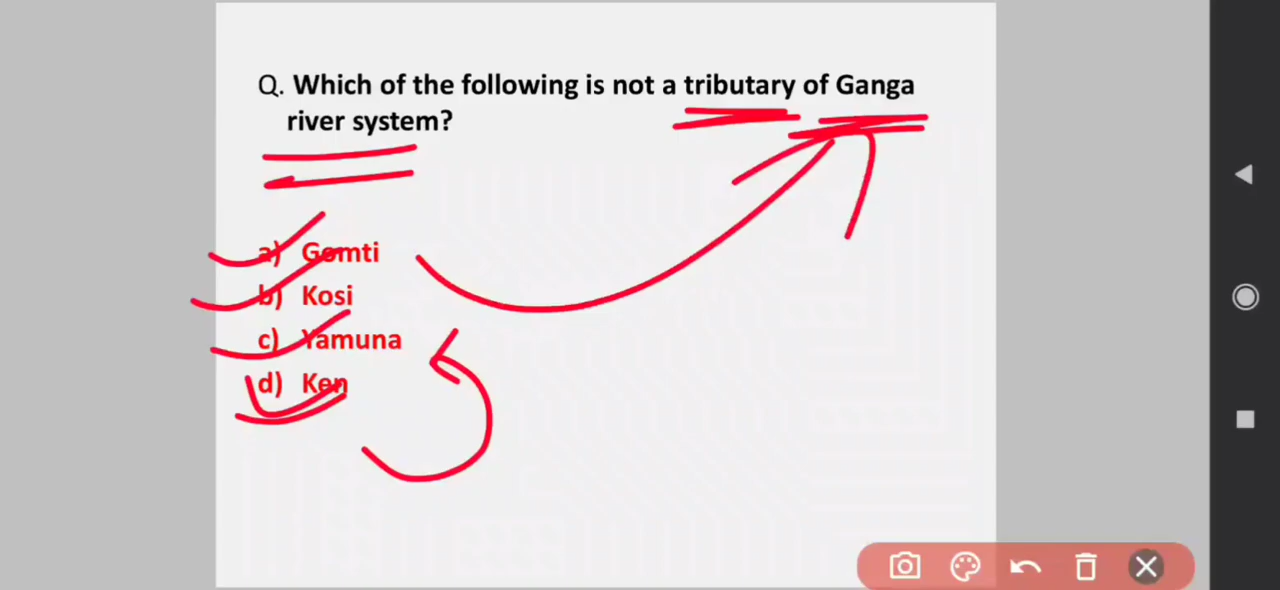 Q. Which of the following is not a tributary of Ganga
river system?
a) Gomti
b) Kosi
c) Yamuna
d) Ken